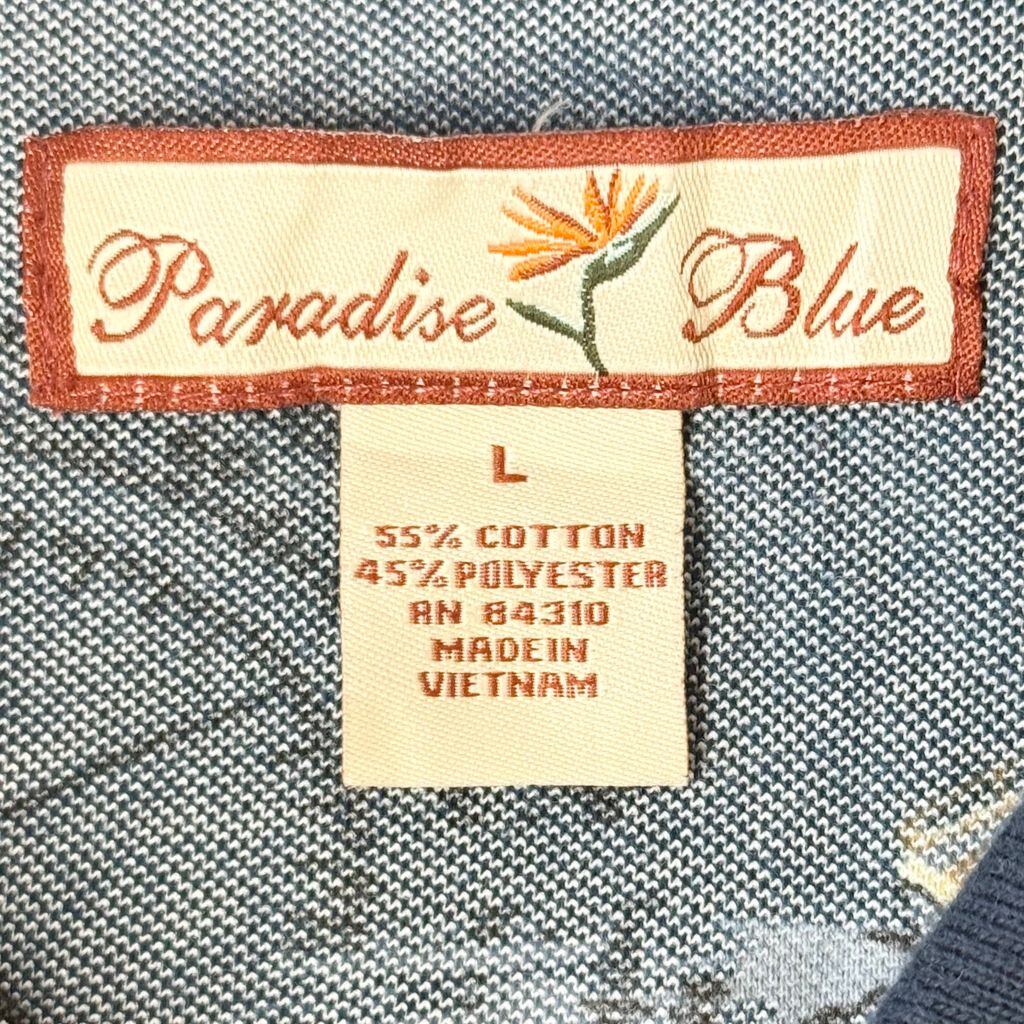 Paradise Blue
L
55% COTTON
45% POLYESTER
RN 84310
MADEIN
VIETNAM